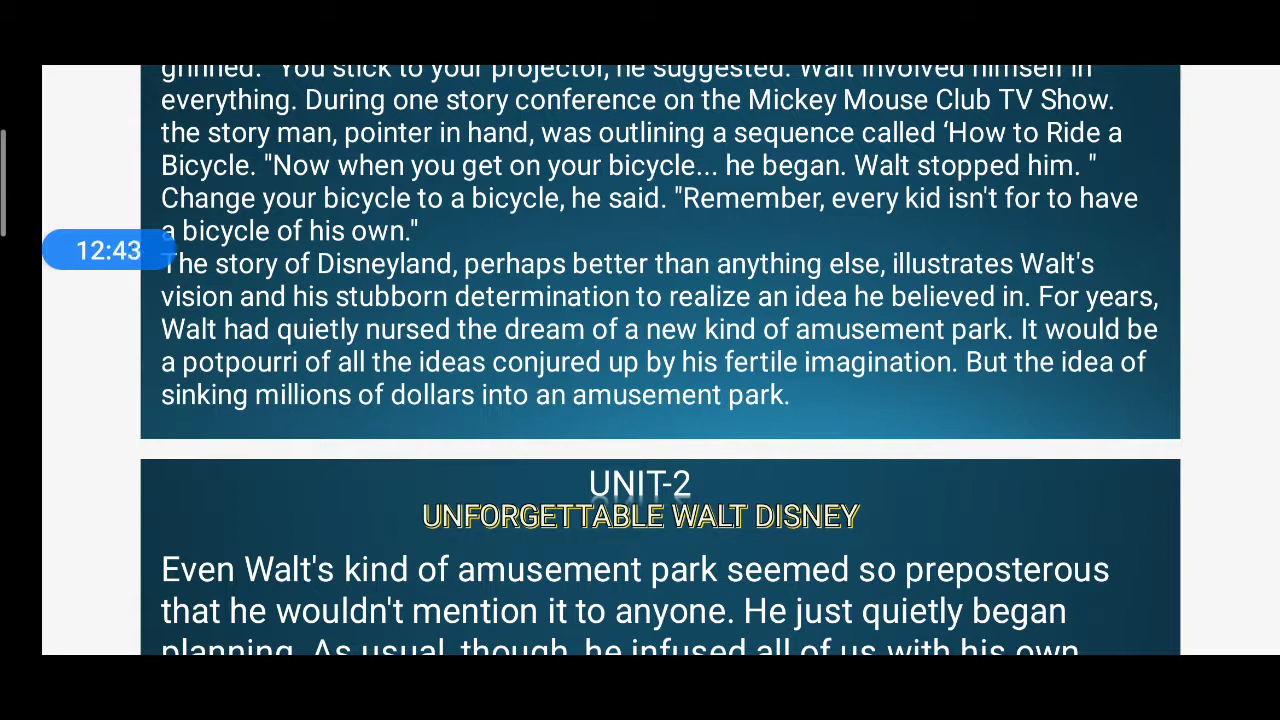 grinned. "You stick to your projector, he suggested. Walt involved himself in
everything. During one story conference on the Mickey Mouse Club TV Show.
the story man, pointer in hand, was outlining a sequence called ‘How to Ride a
Bicycle. "Now when you get on your bicycle... he began. Walt stopped him. "
Change your bicycle to a bicycle, he said. "Remember, every kid isn't for to have
a bicycle of his own."
12:43
The story of Disneyland, perhaps better than anything else, illustrates Walt's
vision and his stubborn determination to realize an idea he believed in. For years,
Walt had quietly nursed the dream of a new kind of amusement park. It would be
a potpourri of all the ideas conjured up by his fertile imagination. But the idea of
sinking millions of dollars into an amusement park.
UNIT-2
UNFORGETTABLE WALT DISNEY
Even Walt's kind of amusement park seemed so preposterous
that he wouldn't mention it to anyone. He just quietly began
planning. As usual, though, he infused all of us with his own